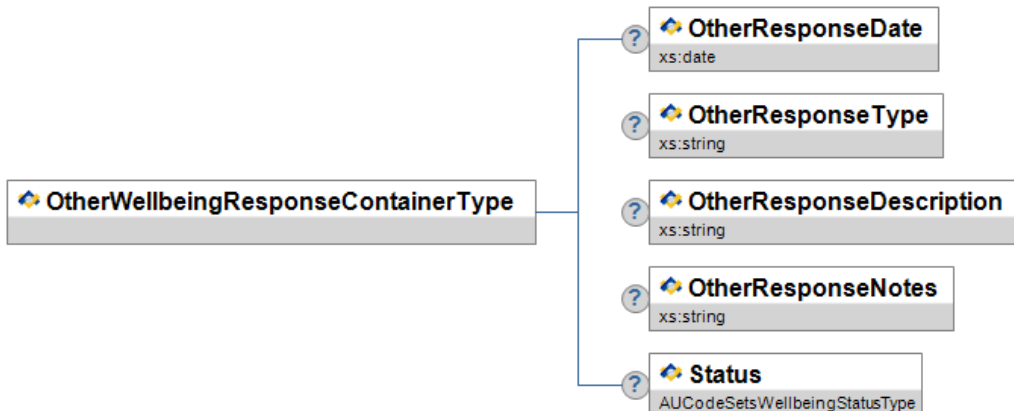 ? OtherResponseDate
xs:date
? OtherResponseType
xs:string
OtherWellbeingResponseContainerType
? OtherResponseDescription
xs:string
? OtherResponseNotes
xs:string
? Status
AUCodeSetsWellbeingStatusType